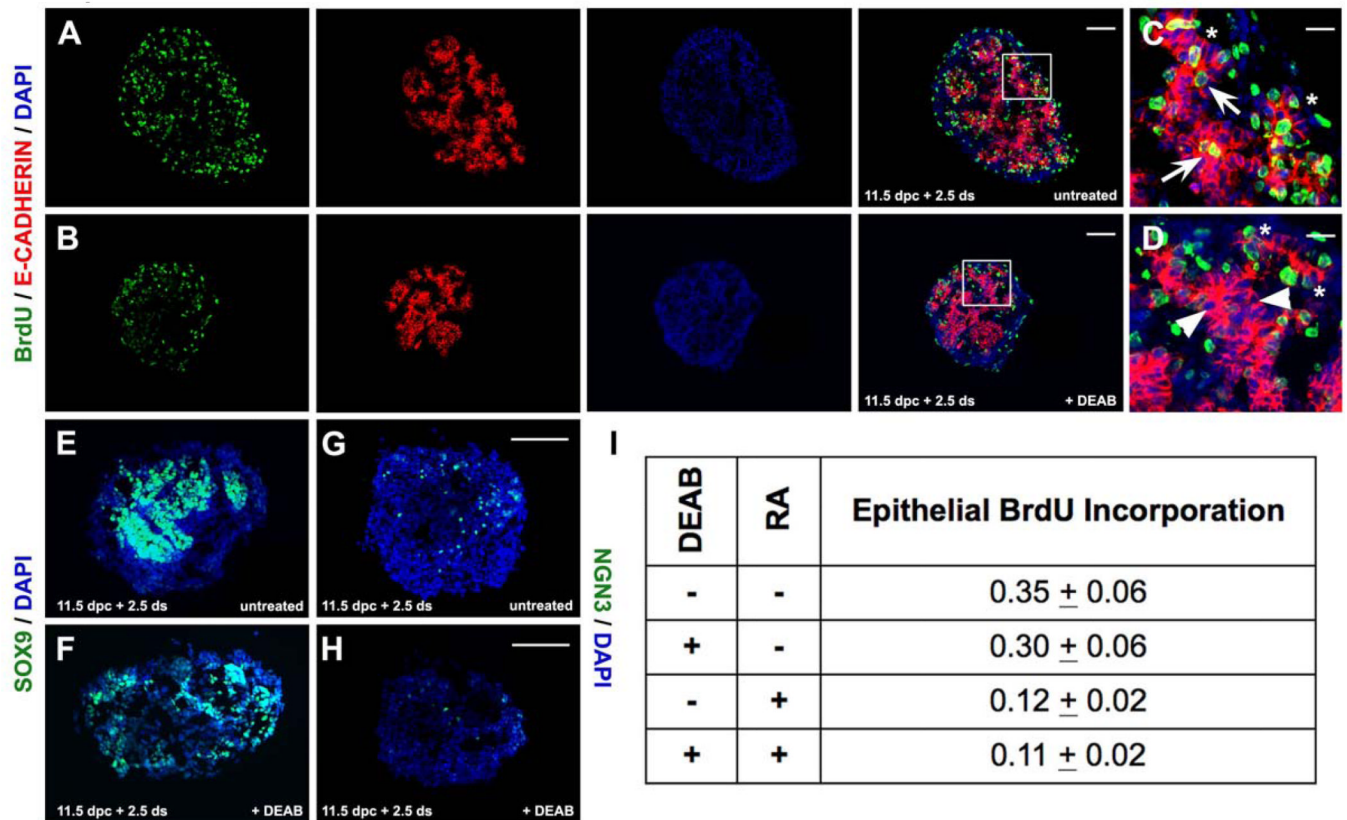 A
C
*
*
11.5 dpc + 2.5 ds untreated
BrdU / E-CADHERIN / DAPI
B
D
*
*
11.5 dpc + 2.5 ds + DEAB
E
G
11.5 dpc + 2.5 ds untreated
11.5 dpc + 2.5 ds untreated
SOX9 / DAPI
F
H
11.5 dpc + 2.5 ds + DEAB
11.5 dpc + 2.5 ds + DEAB
NGN3 / DAPI
I
DEAB RA Epithelial BrdU Incorporation
- - 0.35 ± 0.06
+ - 0.30 ± 0.06
- + 0.12 ± 0.02
+ + 0.11 ± 0.02